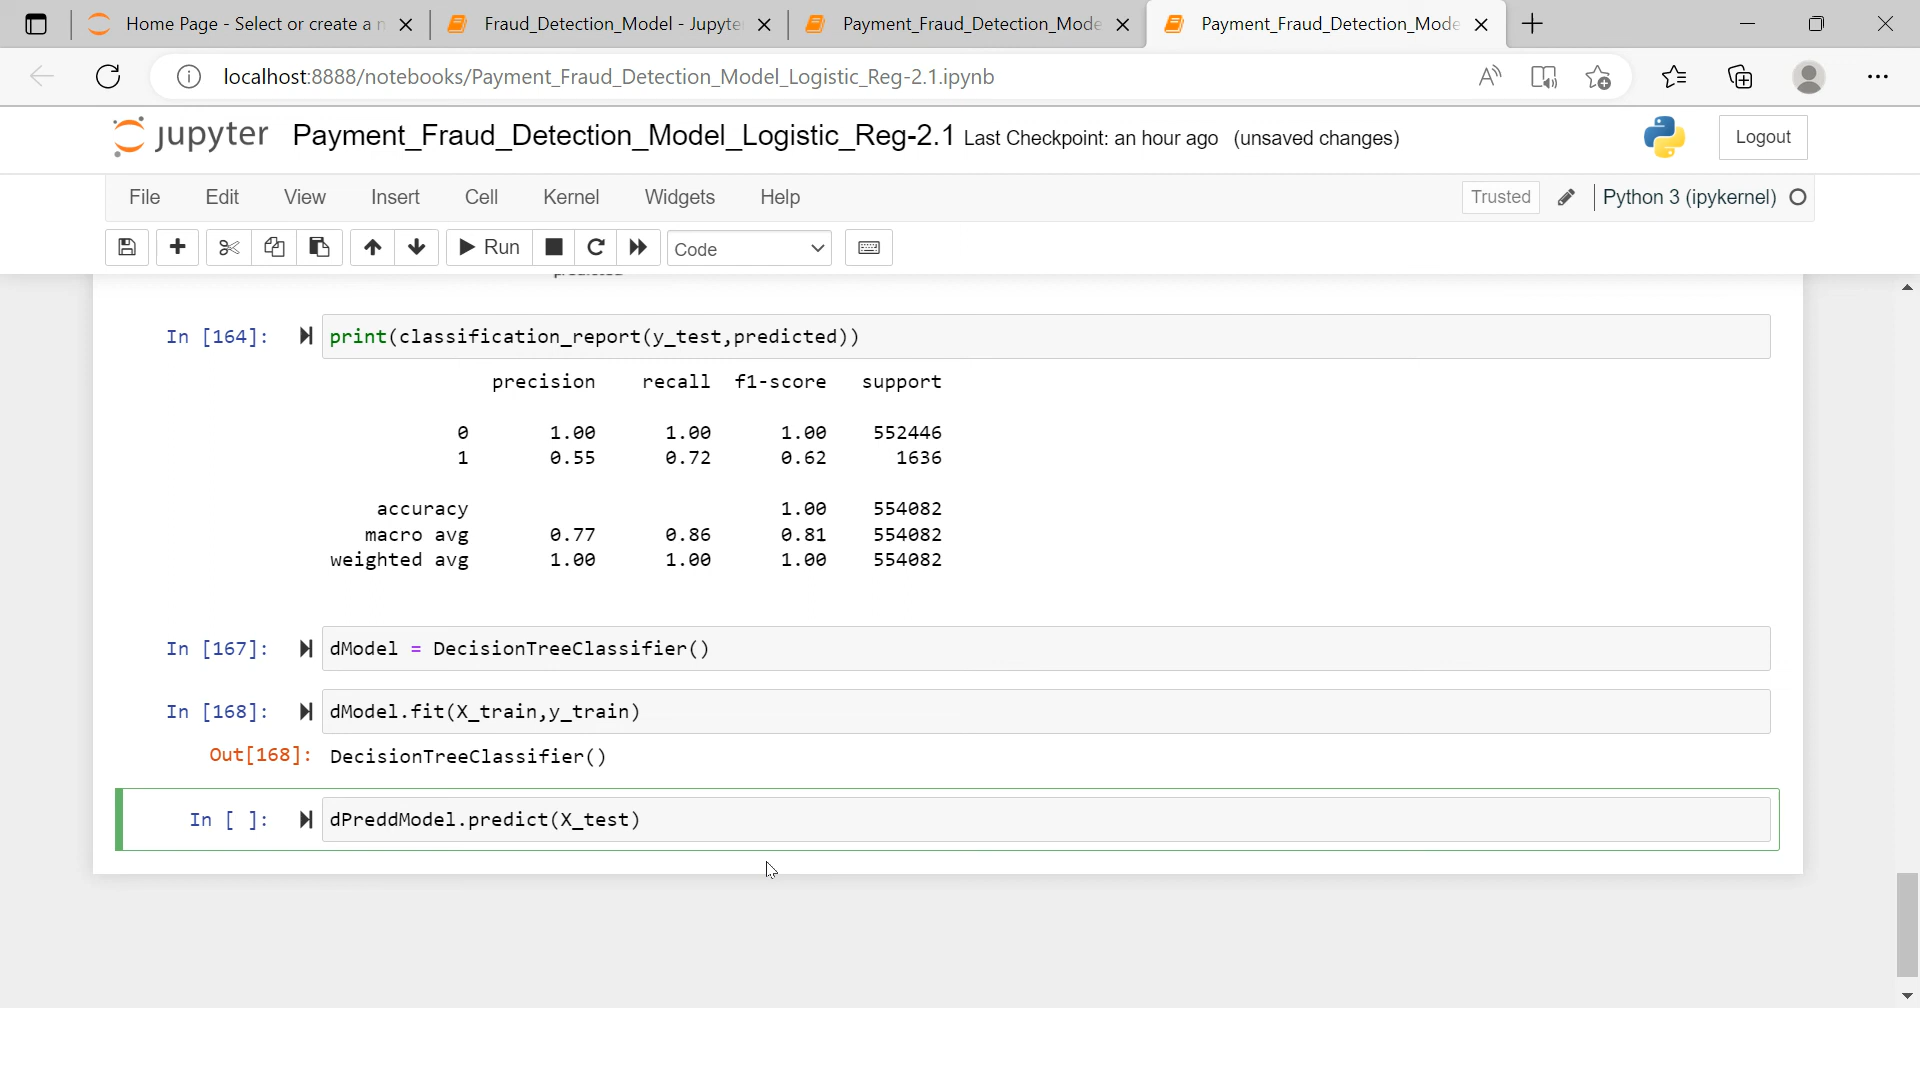 Home Page - Select or create a n
Fraud_Detection_Model - Jupyte
Payment_Fraud_Detection_Mode
Payment_Fraud_Detection_Mode
localhost:8888/notebooks/Payment_Fraud_Detection_Model_Logistic_Reg-2.1.ipynb
jupyter Payment_Fraud_Detection_Model_Logistic_Reg-2.1 Last Checkpoint: an hour ago (unsaved changes) Logout
File Edit View Insert Cell Kernel Widgets Help Trusted Python 3 (ipykernel)
Run Code
predicted
In [164]: print(classification_report(y_test,predicted))
precision recall f1-score support
0 1.00 1.00 1.00 552446
1 0.55 0.72 0.62 1636
accuracy 1.00 554082
macro avg 0.77 0.86 0.81 554082
weighted avg 1.00 1.00 1.00 554082
In [167]: dModel = DecisionTreeClassifier()
In [168]: dModel.fit(X_train,y_train)
Out[168]: DecisionTreeClassifier()
In [ ]: dPreddModel.predict(X_test)